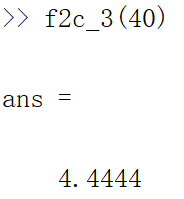 >> f2c_3(40)
ans =
4.4444